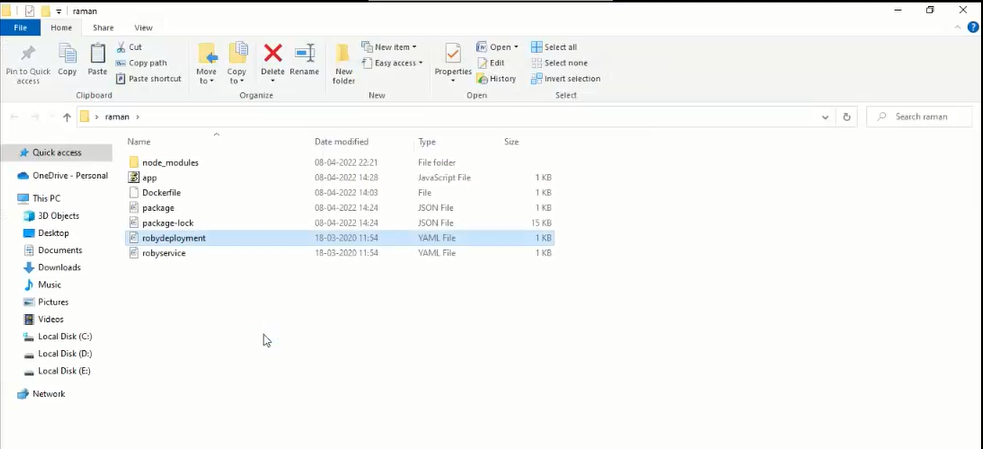 raman
File Home Share View
Pin to Quick access
Copy
Paste
Cut
Copy path
Paste shortcut
Clipboard
Move to
Copy to
Delete
Rename
Organize
New folder
New item
Easy access
New
Properties
Open
Edit
History
Open
Select all
Select none
Invert selection
Select
raman
Search raman
Name Date modified Type Size
Quick access
OneDrive - Personal
This PC
3D Objects
Desktop
Documents
Downloads
Music
Pictures
Videos
Local Disk (C:)
Local Disk (D:)
Local Disk (E:)
Network
node_modules 08-04-2022 22:21 File folder
app 08-04-2022 14:28 JavaScript File 1 KB
Dockerfile 08-04-2022 14:03 File 1 KB
package 08-04-2022 14:24 JSON File 1 KB
package-lock 08-04-2022 14:24 JSON File 15 KB
robydeployment 18-03-2020 11:54 YAML File 1 KB
robyservice 18-03-2020 11:54 YAML File 1 KB